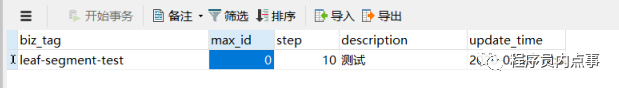 开始事务 备注 筛选 排序 导入 导出
biz_tag max_id step description update_time
leaf-segment-test 0 10 测试 20
程序员内点事